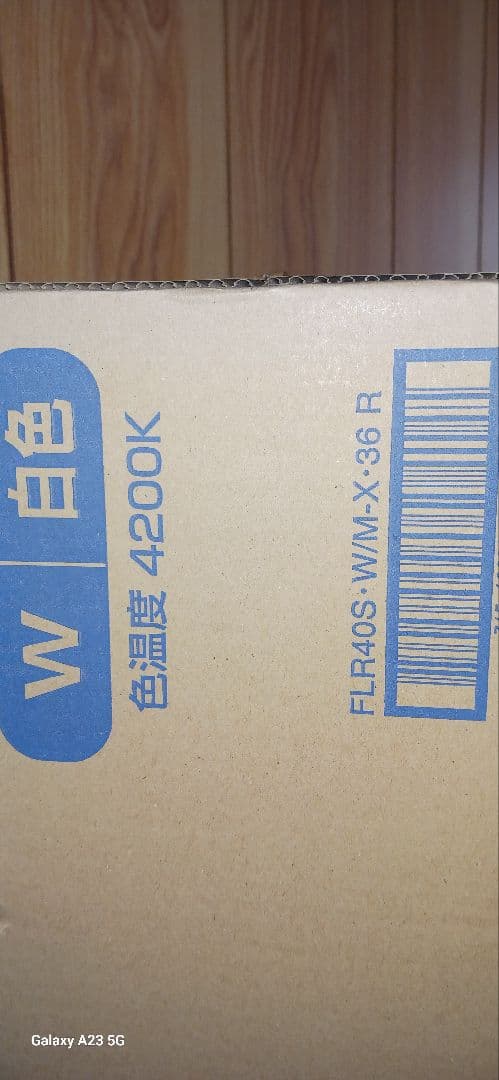 W 白色
色温度 4200K
FLR40S・W/M-X・36 R
Galaxy A23 5G